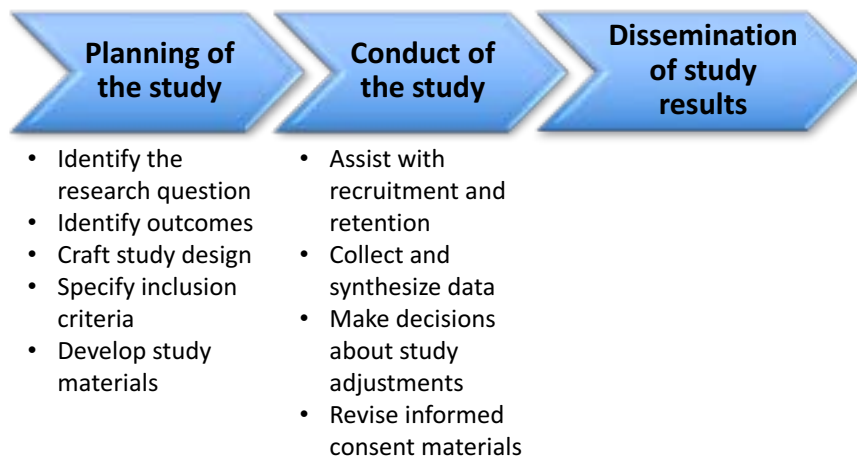 Planning of
the study
Conduct of
the study
Dissemination
of study
results
• Identify the
research question
• Identify outcomes
• Craft study design
• Specify inclusion
criteria
• Develop study
materials
• Assist with
recruitment and
retention
• Collect and
synthesize data
• Make decisions
about study
adjustments
• Revise informed
consent materials